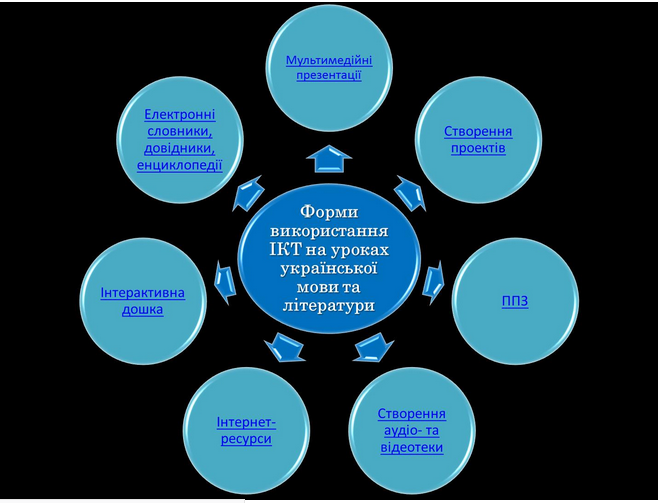 Мультимедійні
презентації
Створення
проектів
ППЗ
Створення
аудіо- та
відеотеки
Інтернет-
ресурси
Інтерактивна
дошка
Електронні
словники,
довідники,
енциклопедії
Форми
використання
ІКТ на уроках
української
мови та
літератури